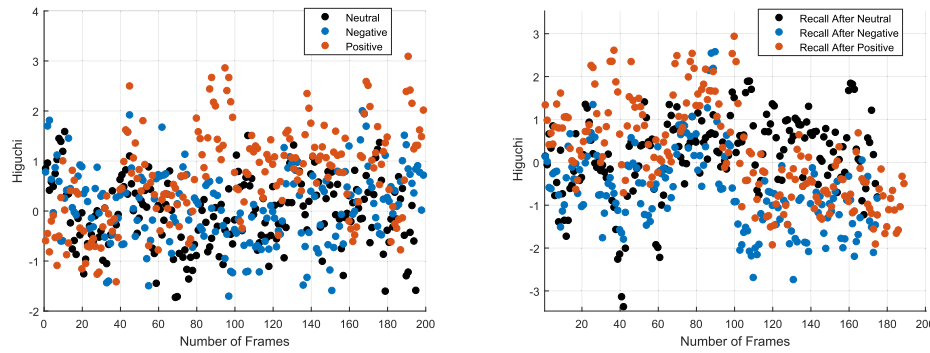 4
3
2
1
0
-1
-2
Higuchi
0 20 40 60 80 100 120 140 160 180 200
Number of Frames
Neutral
Negative
Positive
3
2
1
0
-1
-2
-3
Higuchi
20 40 60 80 100 120 140 160 180 200
Number of Frames
Recall After Neutral
Recall After Negative
Recall After Positive